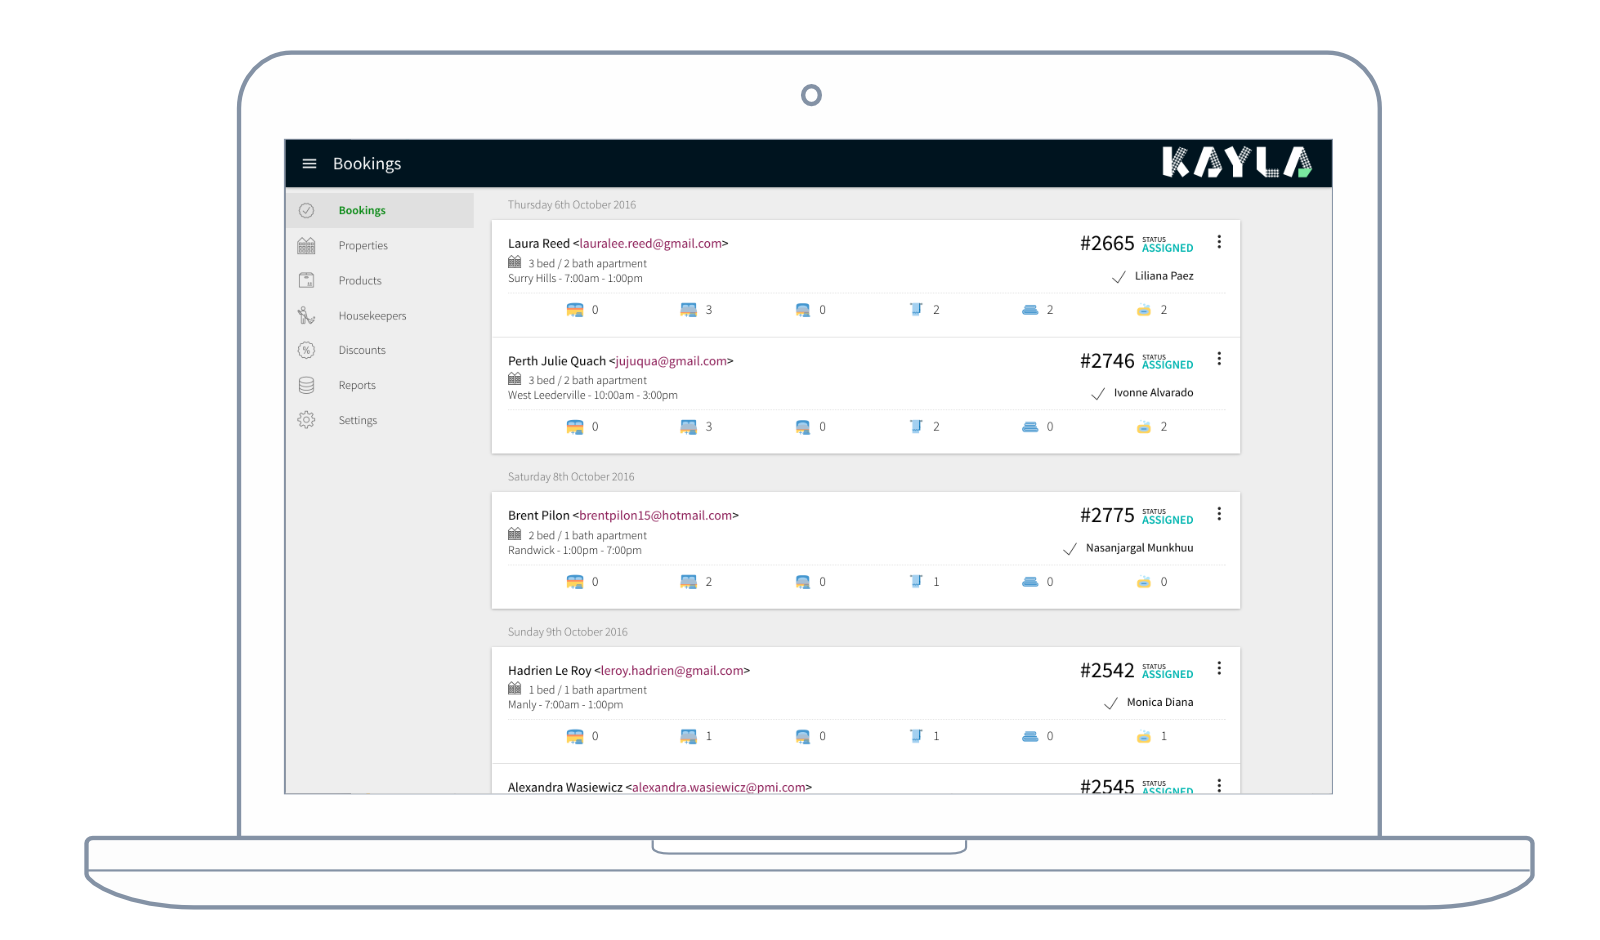 Bookings
KAYLA
Bookings
Properties
Products
Housekeepers
Discounts
Reports
Settings
Thursday 6th October 2016
Laura Reed <lauralee.reed@gmail.com>
#2665 STATUS ASSIGNED
3 bed / 2 bath apartment
Surry Hills - 7:00am - 1:00pm
Liliana Paez
0 3 0 2 2 2
Perth Julie Quach <jujuqua@gmail.com>
#2746 STATUS ASSIGNED
3 bed / 2 bath apartment
West Leederville - 10:00am - 3:00pm
Ivonne Alvarado
0 3 0 2 0 2
Saturday 8th October 2016
Brent Pilon <brentpilon15@hotmail.com>
#2775 STATUS ASSIGNED
2 bed / 1 bath apartment
Randwick - 1:00pm - 7:00pm
Nasanjargal Munkhuu
0 2 0 1 0 0
Sunday 9th October 2016
Hadrien Le Roy <leroy.hadrien@gmail.com>
#2542 STATUS ASSIGNED
1 bed / 1 bath apartment
Manly - 7:00am - 1:00pm
Monica Diana
0 1 0 1 0 1
Alexandra Wasiewicz <alexandra.wasiewicz@pmi.com>
#2545 STATUS ASSIGNED